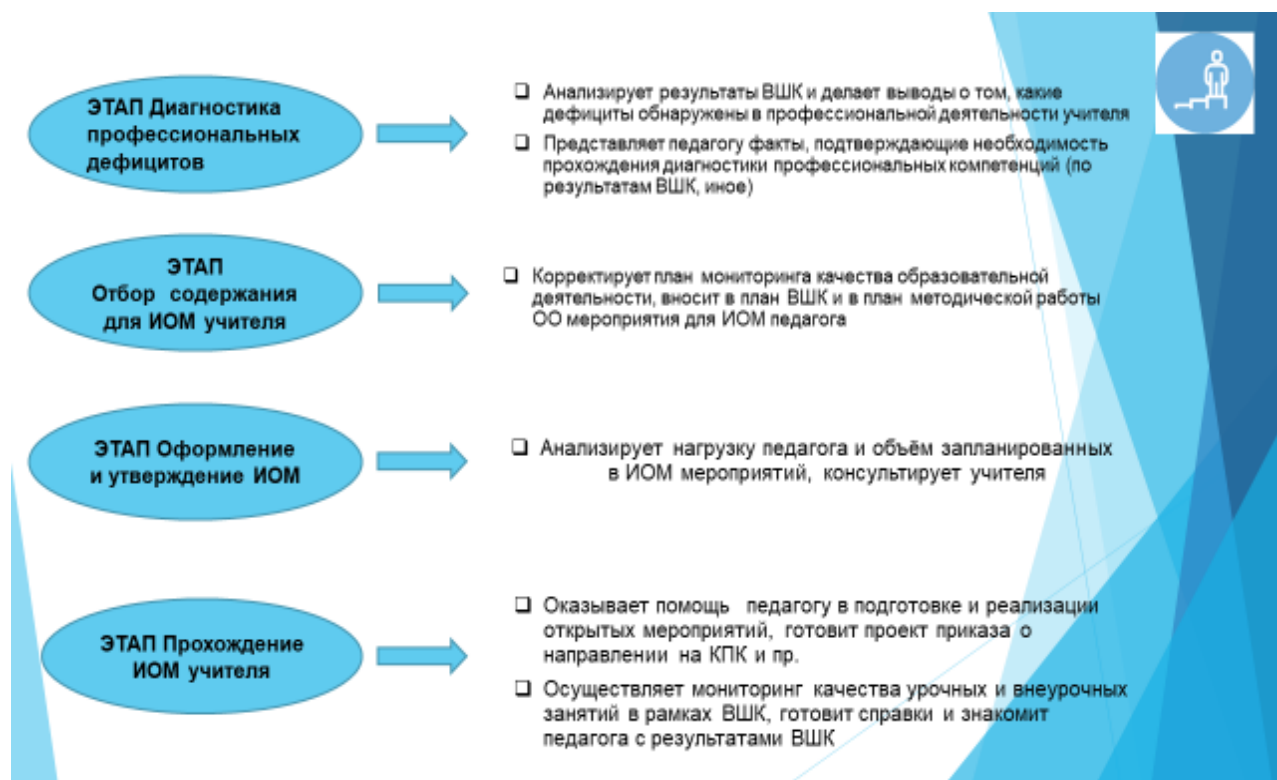 ЭТАП Диагностика
профессиональных
дефицитов
❑ Анализирует результаты ВШК и делает выводы о том, какие
дефициты обнаружены в профессиональной деятельности учителя
❑ Представляет педагогу факты, подтверждающие необходимость
прохождения диагностики профессиональных компетенций (по
результатам ВШК, иное)
ЭТАП
Отбор содержания
для ИОМ учителя
❑ Корректирует план мониторинга качества образовательной
деятельности, вносит в план ВШК и в план методической работы
ОО мероприятия для ИОМ педагога
ЭТАП Оформление
и утверждение ИОМ
❑ Анализирует нагрузку педагога и объём запланированных
в ИОМ мероприятий, консультирует учителя
ЭТАП Прохождение
ИОМ учителя
❑ Оказывает помощь педагогу в подготовке и реализации
открытых мероприятий, готовит проект приказа о
направлении на КПК и пр.
❑ Осуществляет мониторинг качества урочных и внеурочных
занятий в рамках ВШК, готовит справки и знакомит
педагога с результатами ВШК